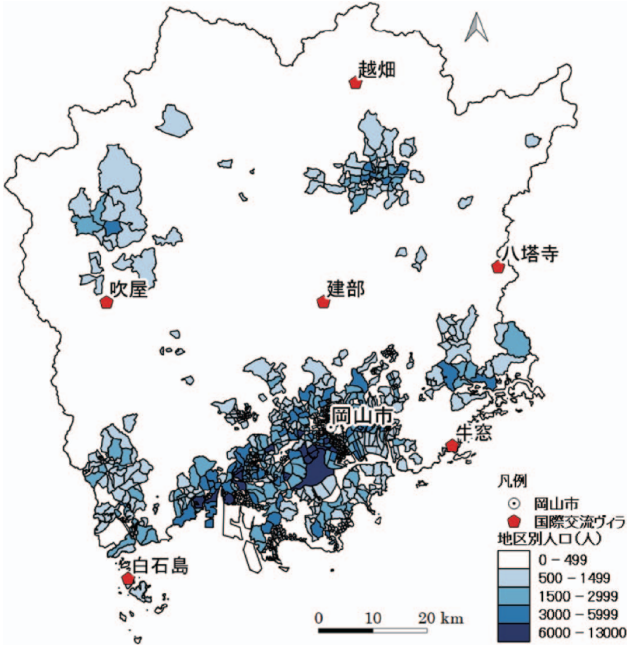 越畑
八塔寺
吹屋
建部
岡山市
牛窓
白石島
凡例
岡山市
国際交流ヴィラ
地区別人口(人)
0－499
500－1499
1500－2999
3000－5999
6000－13000
0 10 20 km